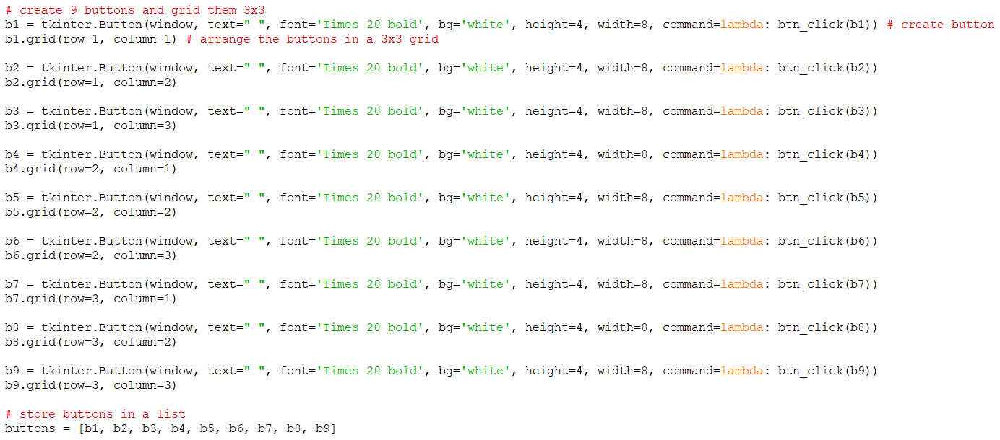 # create 9 buttons and grid them 3x3
b1 = tkinter.Button(window, text=" ", font='Times 20 bold', bg='white', height=4, width=8, command=lambda: btn_click(b1)) # create button
b1.grid(row=1, column=1) # arrange the buttons in a 3x3 grid
b2 = tkinter.Button(window, text=" ", font='Times 20 bold', bg='white', height=4, width=8, command=lambda: btn_click(b2))
b2.grid(row=1, column=2)
b3 = tkinter.Button(window, text=" ", font='Times 20 bold', bg='white', height=4, width=8, command=lambda: btn_click(b3))
b3.grid(row=1, column=3)
b4 = tkinter.Button(window, text=" ", font='Times 20 bold', bg='white', height=4, width=8, command=lambda: btn_click(b4))
b4.grid(row=2, column=1)
b5 = tkinter.Button(window, text=" ", font='Times 20 bold', bg='white', height=4, width=8, command=lambda: btn_click(b5))
b5.grid(row=2, column=2)
b6 = tkinter.Button(window, text=" ", font='Times 20 bold', bg='white', height=4, width=8, command=lambda: btn_click(b6))
b6.grid(row=2, column=3)
b7 = tkinter.Button(window, text=" ", font='Times 20 bold', bg='white', height=4, width=8, command=lambda: btn_click(b7))
b7.grid(row=3, column=1)
b8 = tkinter.Button(window, text=" ", font='Times 20 bold', bg='white', height=4, width=8, command=lambda: btn_click(b8))
b8.grid(row=3, column=2)
b9 = tkinter.Button(window, text=" ", font='Times 20 bold', bg='white', height=4, width=8, command=lambda: btn_click(b9))
b9.grid(row=3, column=3)
# store buttons in a list
buttons = [b1, b2, b3, b4, b5, b6, b7, b8, b9]